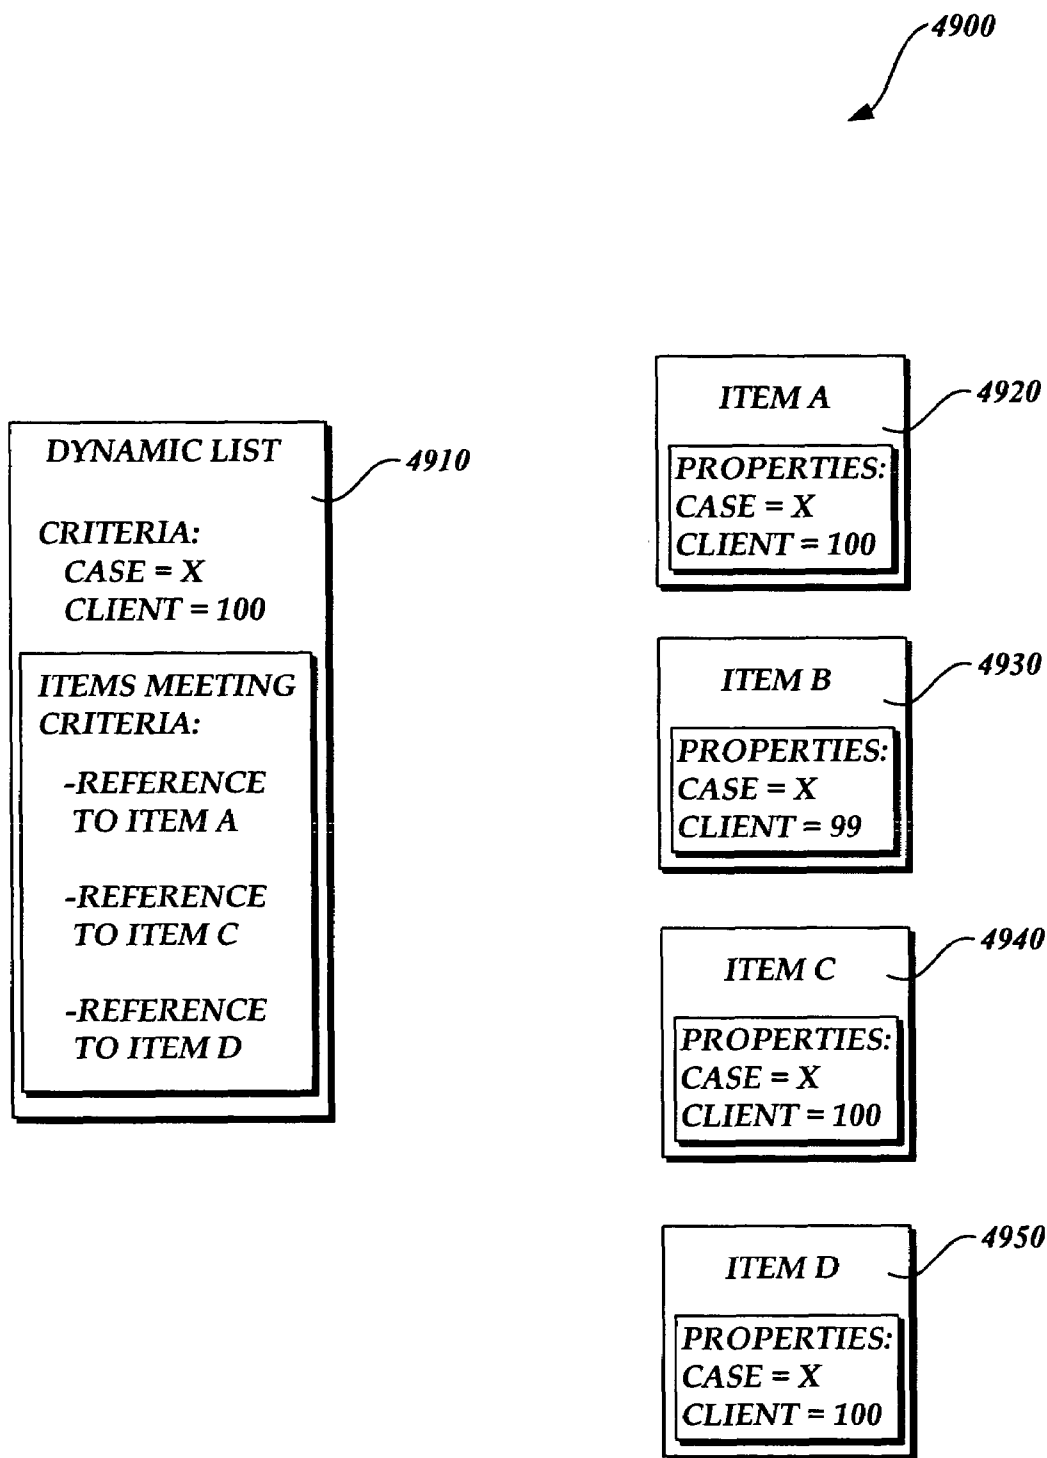 4900
DYNAMIC LIST
4910
CRITERIA:
CASE = X
CLIENT = 100
ITEMS MEETING
CRITERIA:
-REFERENCE
TO ITEM A
-REFERENCE
TO ITEM C
-REFERENCE
TO ITEM D
ITEM A
4920
PROPERTIES:
CASE = X
CLIENT = 100
ITEM B
4930
PROPERTIES:
CASE = X
CLIENT = 99
ITEM C
4940
PROPERTIES:
CASE = X
CLIENT = 100
ITEM D
4950
PROPERTIES:
CASE = X
CLIENT = 100